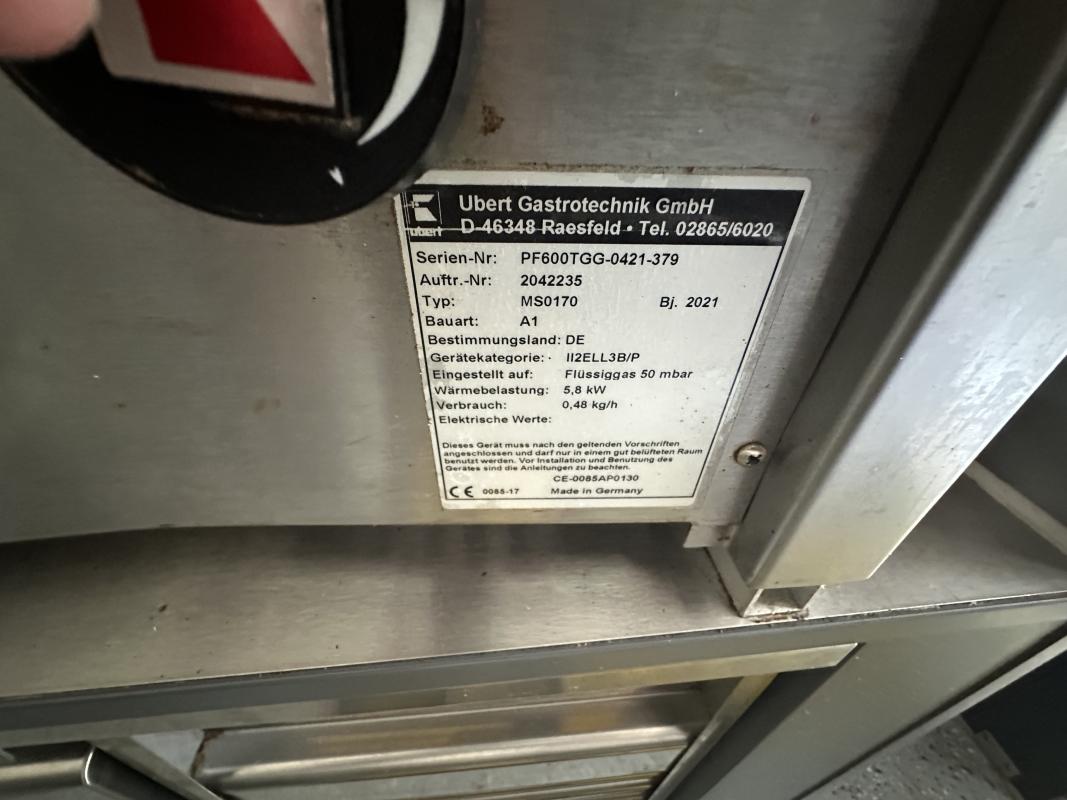 ubert
Ubert Gastrotechnik GmbH
D-46348 Raesfeld • Tel. 02865/6020
Serien-Nr: PF600TGG-0421-379
Auftr.-Nr: 2042235
Typ: MS0170 Bj. 2021
Bauart: A1
Bestimmungsland: DE
Gerätekategorie: II2ELL3B/P
Eingestellt auf: Flüssiggas 50 mbar
Wärmebelastung: 5,8 kW
Verbrauch: 0,48 kg/h
Elektrische Werte:
Dieses Gerät muss nach den geltenden Vorschriften
angeschlossen und darf nur in einem gut belüfteten Raum
benutzt werden. Vor Installation und Benutzung des
Gerätes sind die Anleitungen zu beachten.
CE-0085AP0130
CE 0085-17 Made in Germany